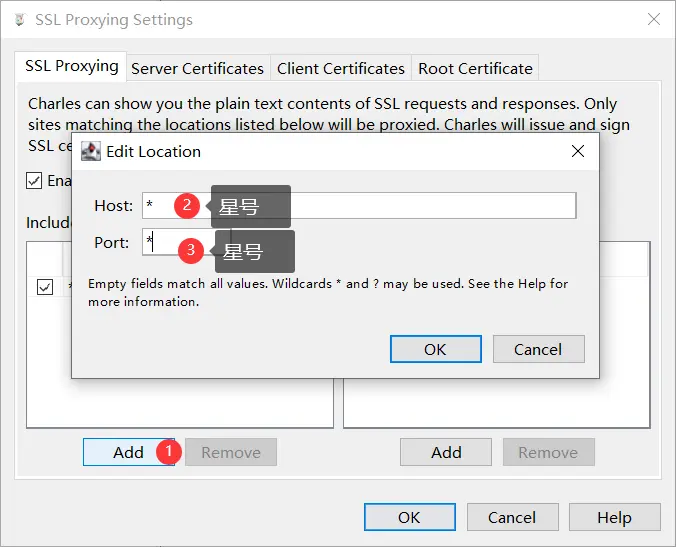 SSL Proxying Settings
SSL Proxying Server Certificates Client Certificates Root Certificate
Charles can show you the plain text contents of SSL requests and responses. Only
sites matching the locations listed below will be proxied. Charles will issue and sign
SSL ce
Edit Location
Ena
Host: * 2 星号
Includ
Port: * 3 星号
Empty fields match all values. Wildcards * and ? may be used. See the Help for
more information.
OK Cancel
Add 1 Remove Add Remove
OK Cancel Help